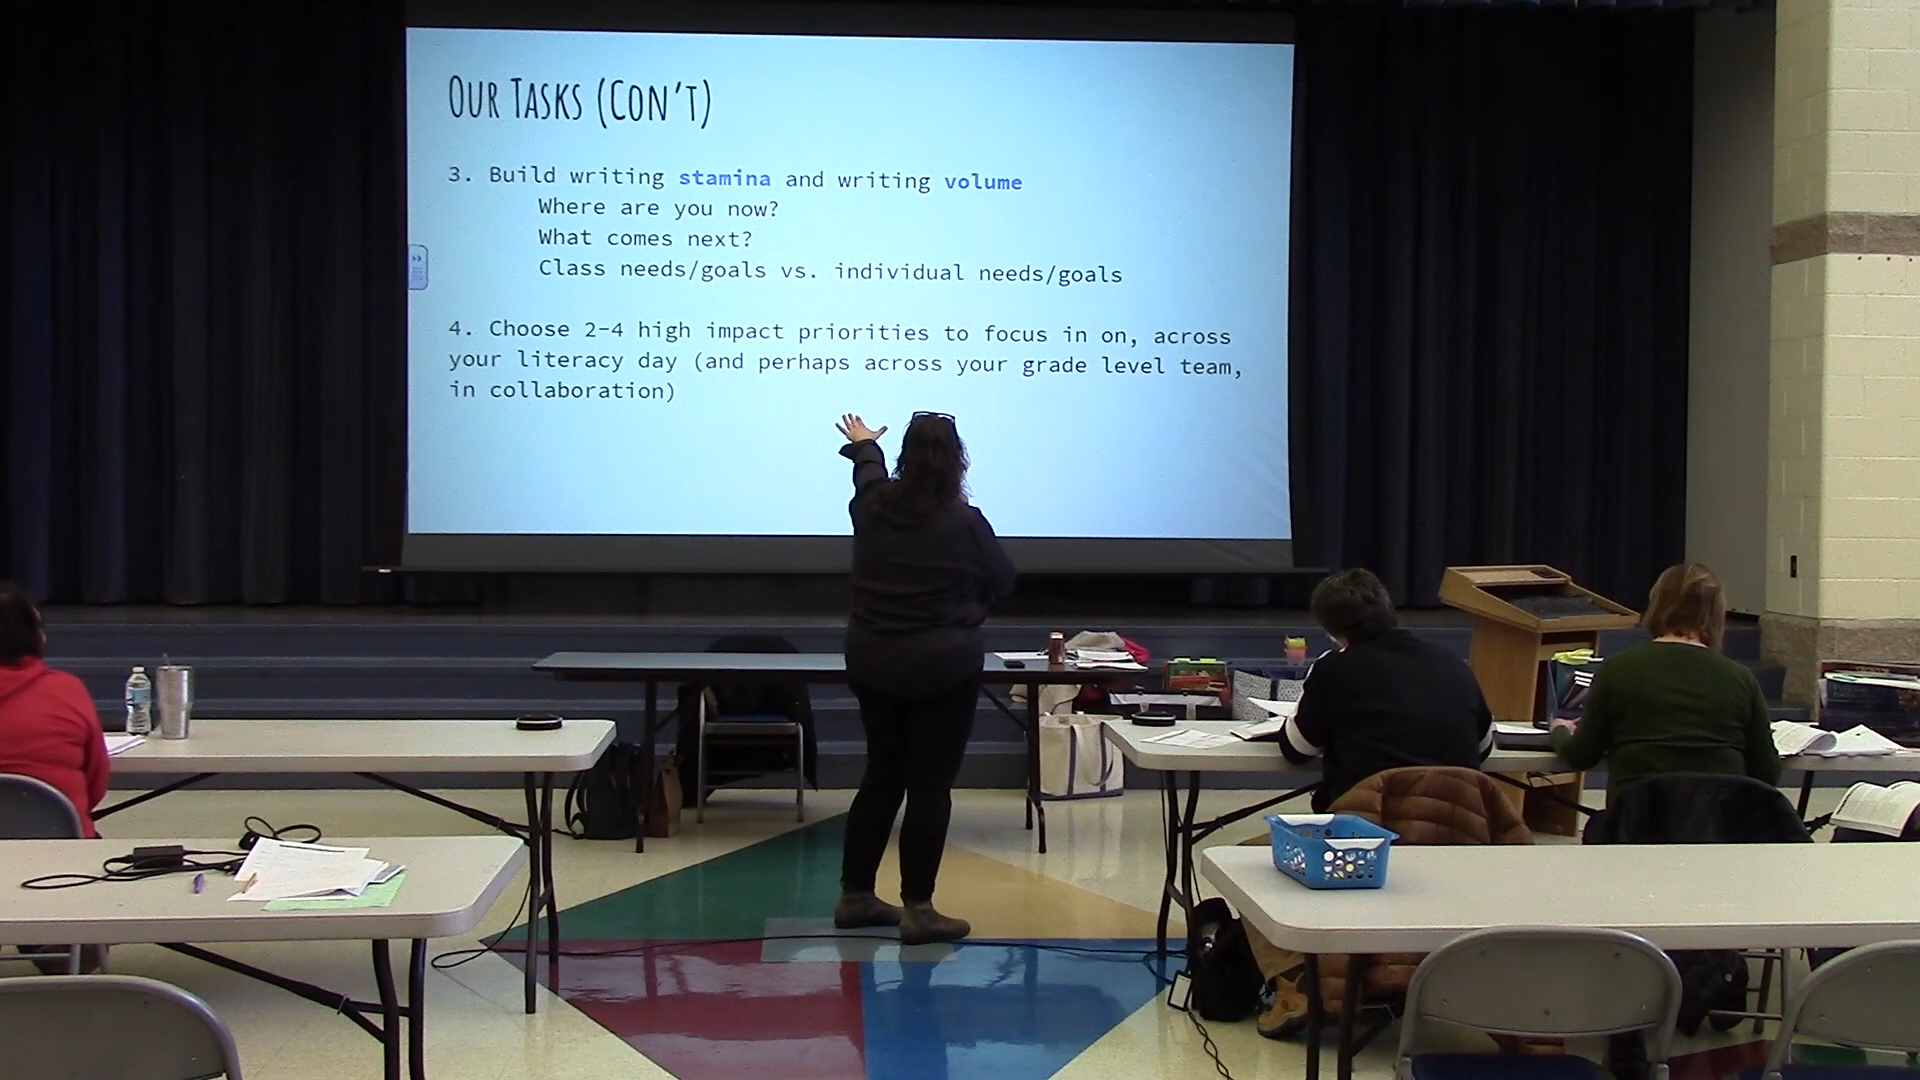 Our Tasks (Con't)
3. Build writing stamina and writing volume
Where are you now?
What comes next?
Class needs/goals vs. individual needs/goals
4. Choose 2-4 high impact priorities to focus in on, across
your literacy day (and perhaps across your grade level team,
in collaboration)